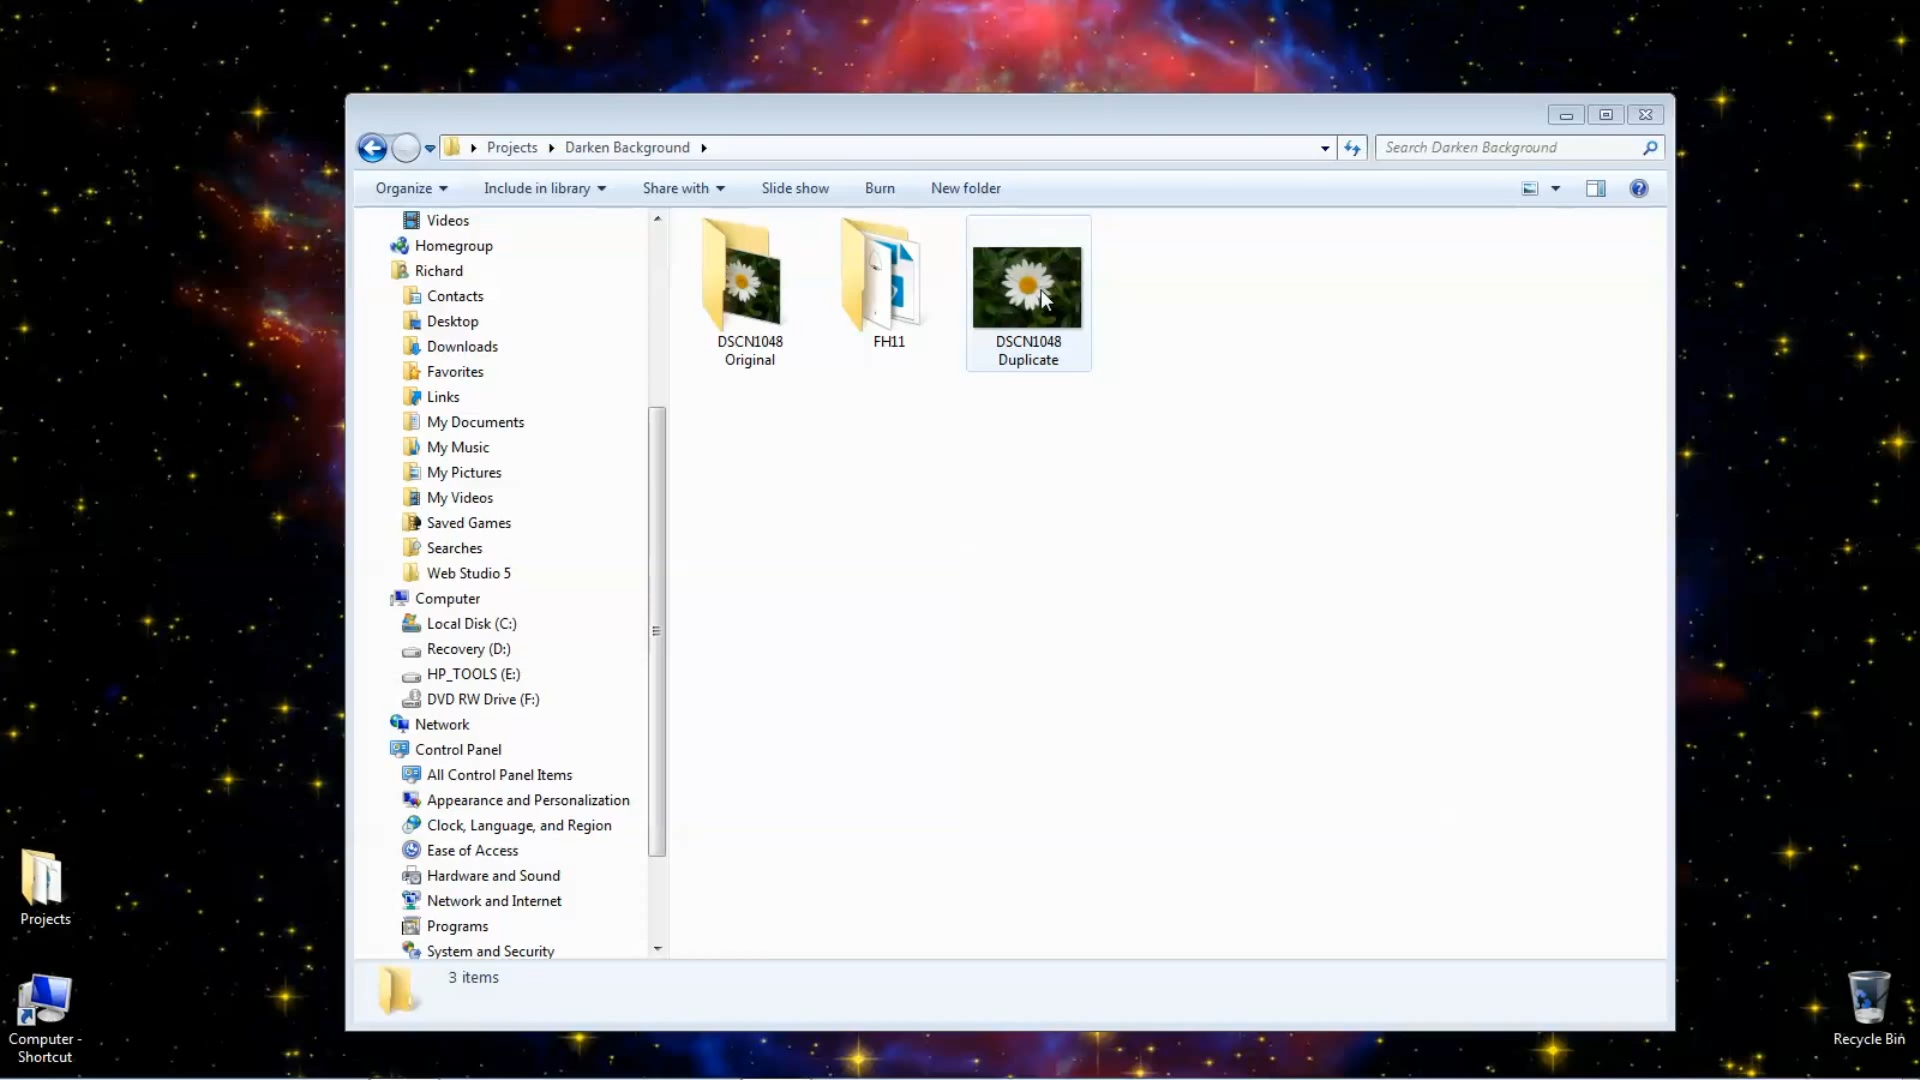 Projects
Darken Background
Search Darken Background
Organize
Include in library
Share with
Slide show
Burn
New folder
Videos
Homegroup
Richard
Contacts
Desktop
Downloads
Favorites
Links
My Documents
My Music
My Pictures
My Videos
Saved Games
Searches
Web Studio 5
Computer
Local Disk (C:)
Recovery (D:)
HP_TOOLS (E:)
DVD RW Drive (F:)
Network
Control Panel
All Control Panel Items
Appearance and Personalization
Clock, Language, and Region
Ease of Access
Hardware and Sound
Network and Internet
Programs
System and Security
DSCN1048
Original
FH11
DSCN1048
Duplicate
3 items
Projects
Computer -
Shortcut
Recycle Bin